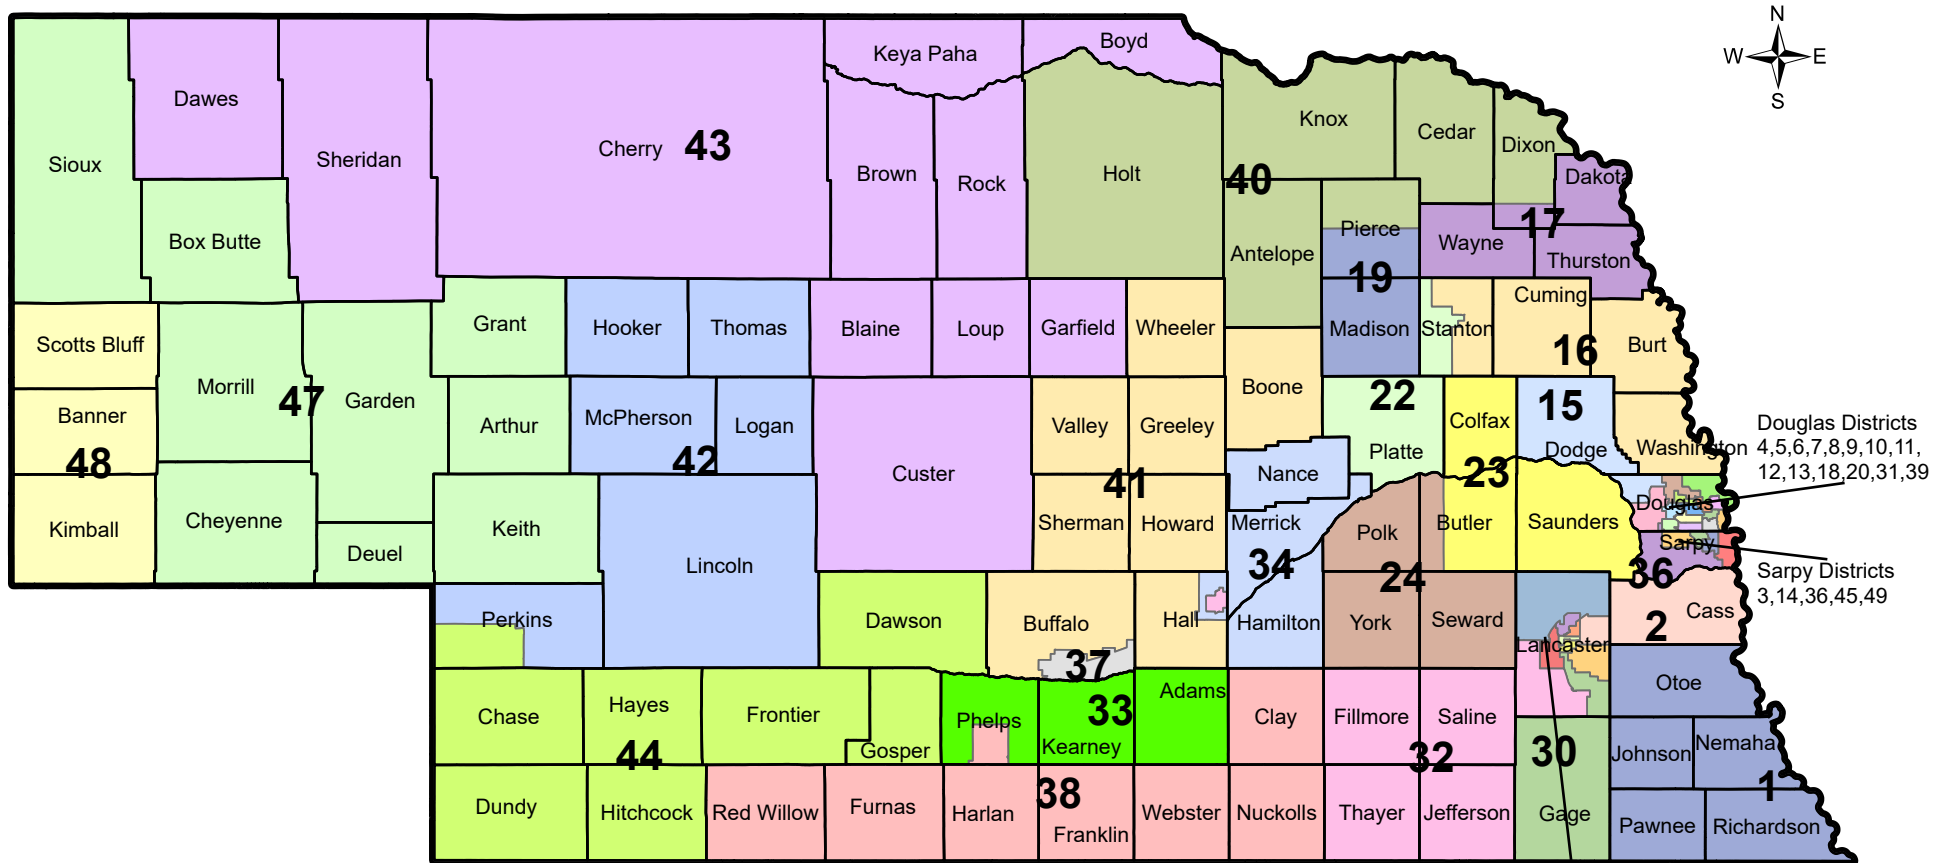 N
W E
S
Keya Paha
Boyd
Dawes
Sioux
Sheridan
Cherry
43
Brown
Rock
Holt
Knox
Cedar
Dixon
Dakota
40
17
Box Butte
Antelope
Pierce
Wayne
Thurston
19
Cuming
Grant
Hooker
Thomas
Blaine
Loup
Garfield
Wheeler
Madison
Stanton
16
Burt
Scotts Bluff
Morrill
47
Garden
Boone
22
15
Banner
48
Arthur
McPherson
Logan
42
Custer
Valley
Greeley
41
Platte
Colfax
23
Dodge
Washington
Douglas Districts
4,5,6,7,8,9,10,11,
12,13,18,20,31,39
Kimball
Cheyenne
Deuel
Keith
Lincoln
Sherman
Howard
Nance
Merrick
34
Polk
Butler
Saunders
Douglas
Sarpy
36
Sarpy Districts
3,14,36,45,49
24
Perkins
Dawson
Buffalo
37
Hall
Hamilton
York
Seward
Lancaster
2
Cass
Otoe
Chase
Hayes
Frontier
Gosper
44
Phelps
33
Kearney
Adams
Clay
Fillmore
Saline
32
30
Johnson
Nemaha
1
Dundy
Hitchcock
Red Willow
Furnas
Harlan
38
Franklin
Webster
Nuckolls
Thayer
Jefferson
Gage
Pawnee
Richardson